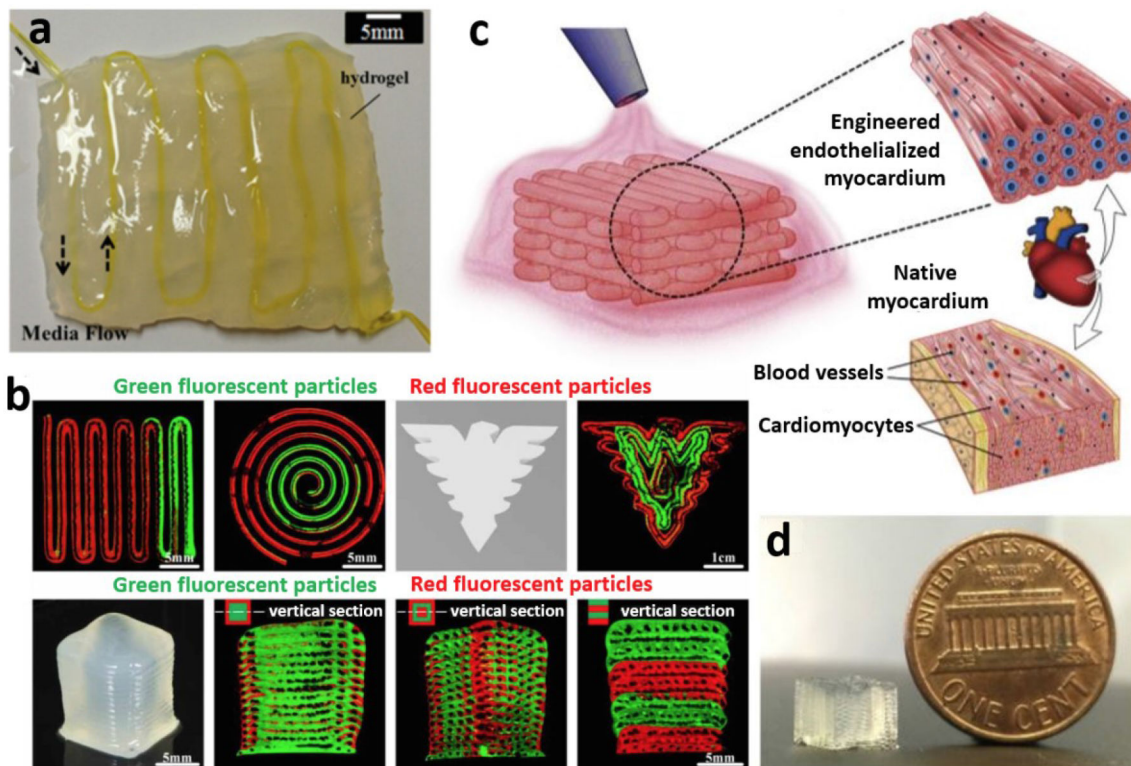 a
5mm
hydrogel
Media Flow
c
Engineered
endothelialized
myocardium
Native
myocardium
Blood vessels
Cardiomyocytes
b
Green fluorescent particles
Red fluorescent particles
5mm
5mm
1cm
Green fluorescent particles
Red fluorescent particles
vertical section
vertical section
vertical section
5mm
5mm
5mm
5mm
d
UNITED STATES OF AMERICA
ONE CENT